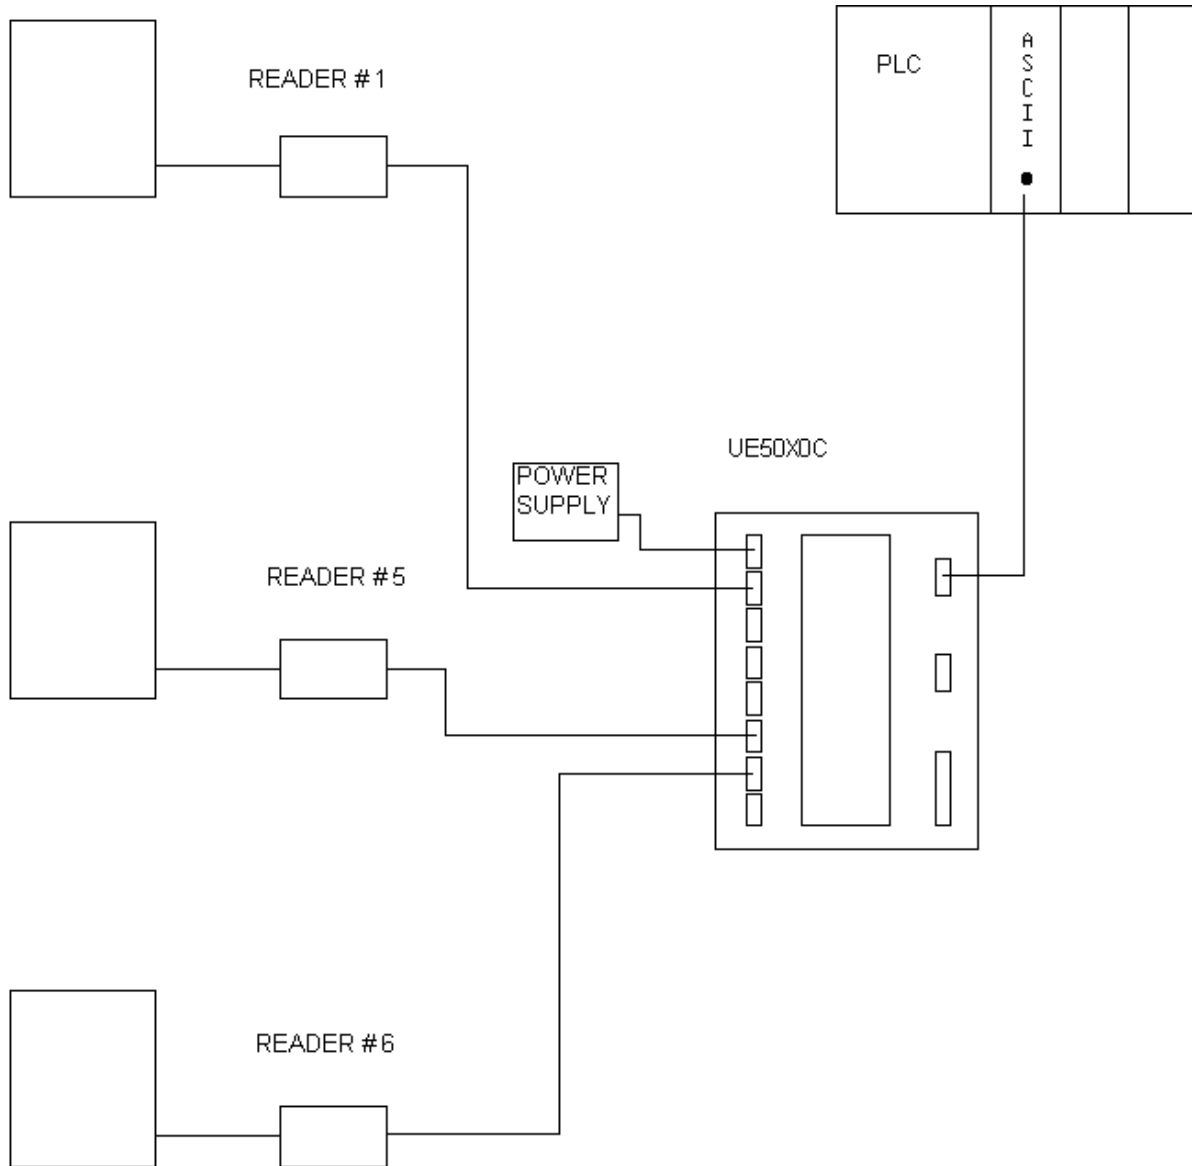 READER #1
PLC
ASCII
UE50X0C
POWER
SUPPLY
READER #5
READER #6